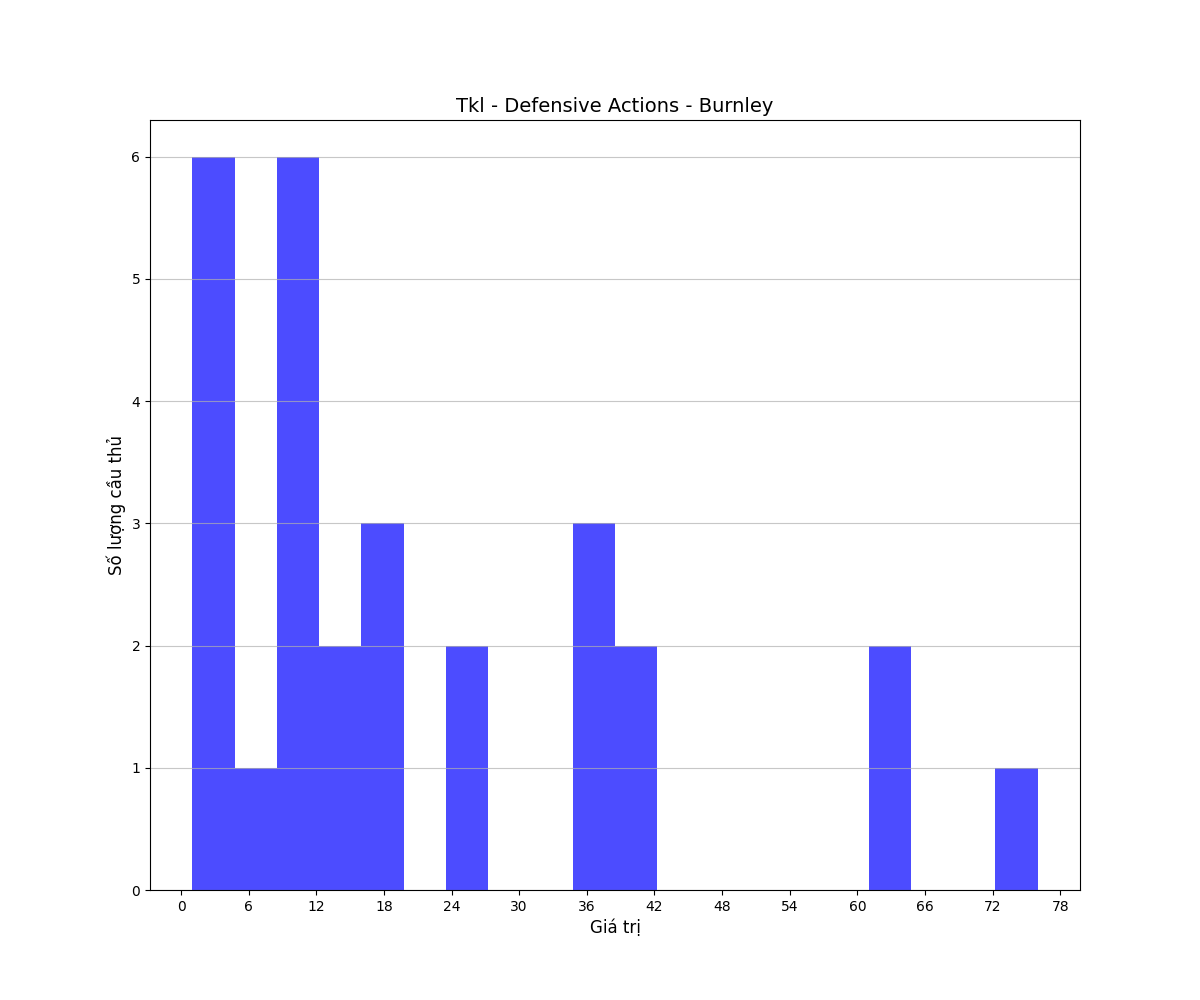 Tkl - Defensive Actions - Burnley
6
5
4
3
2
1
0
Số lượng cầu thủ
0 6 12 18 24 30 36 42 48 54 60 66 72 78
Giá trị